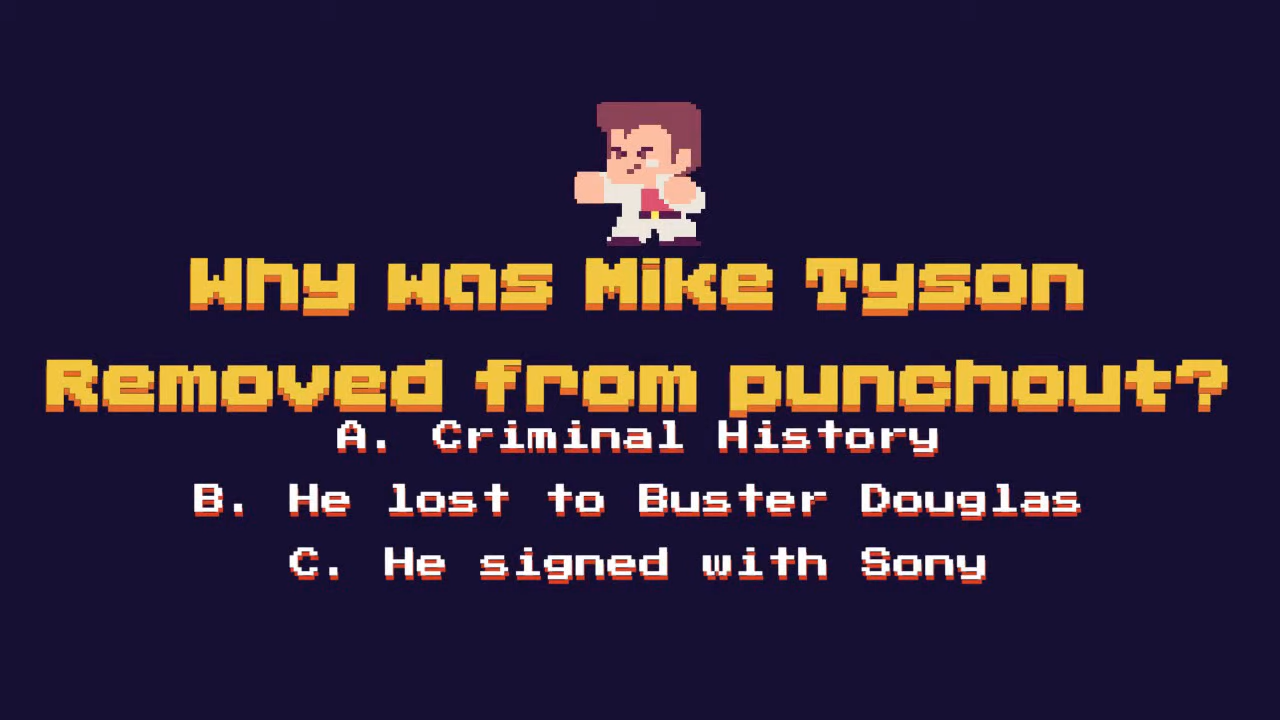 Why was Mike Tyson
Removed from punchout?
A. Criminal History
B. He lost to Buster Douglas
C. He signed with Sony